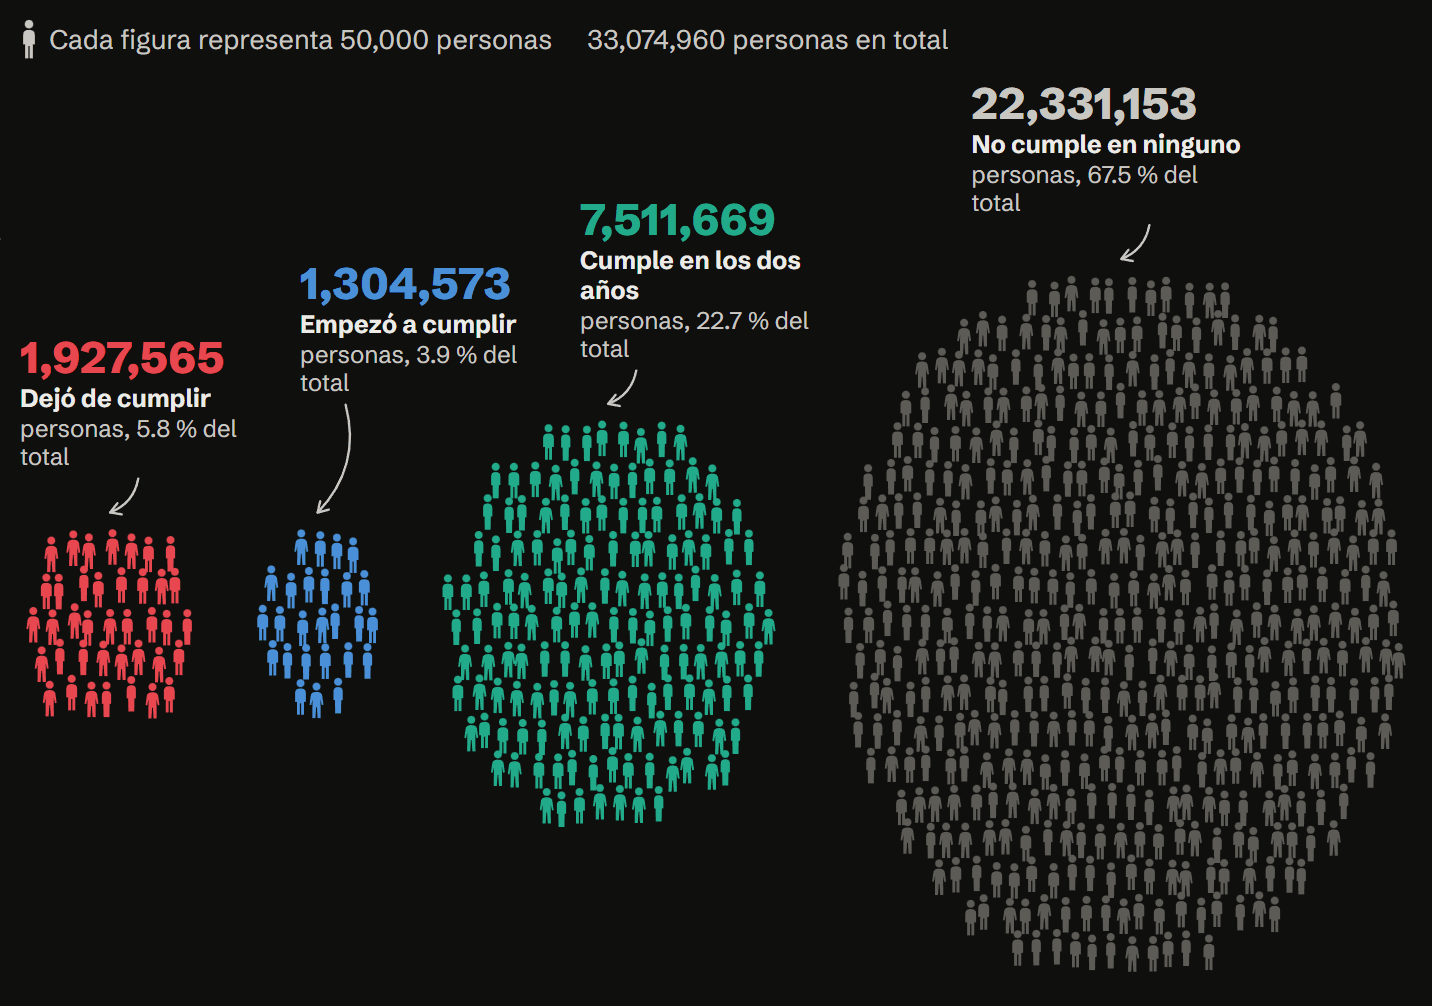 Cada figura representa 50,000 personas
33,074,960 personas en total
22,331,153
No cumple en ninguno
personas, 67.5 % del
total
7,511,669
Cumple en los dos
años
personas, 22.7 % del
total
1,304,573
Empezó a cumplir
personas, 3.9 % del
total
1,927,565
Dejó de cumplir
personas, 5.8 % del
total